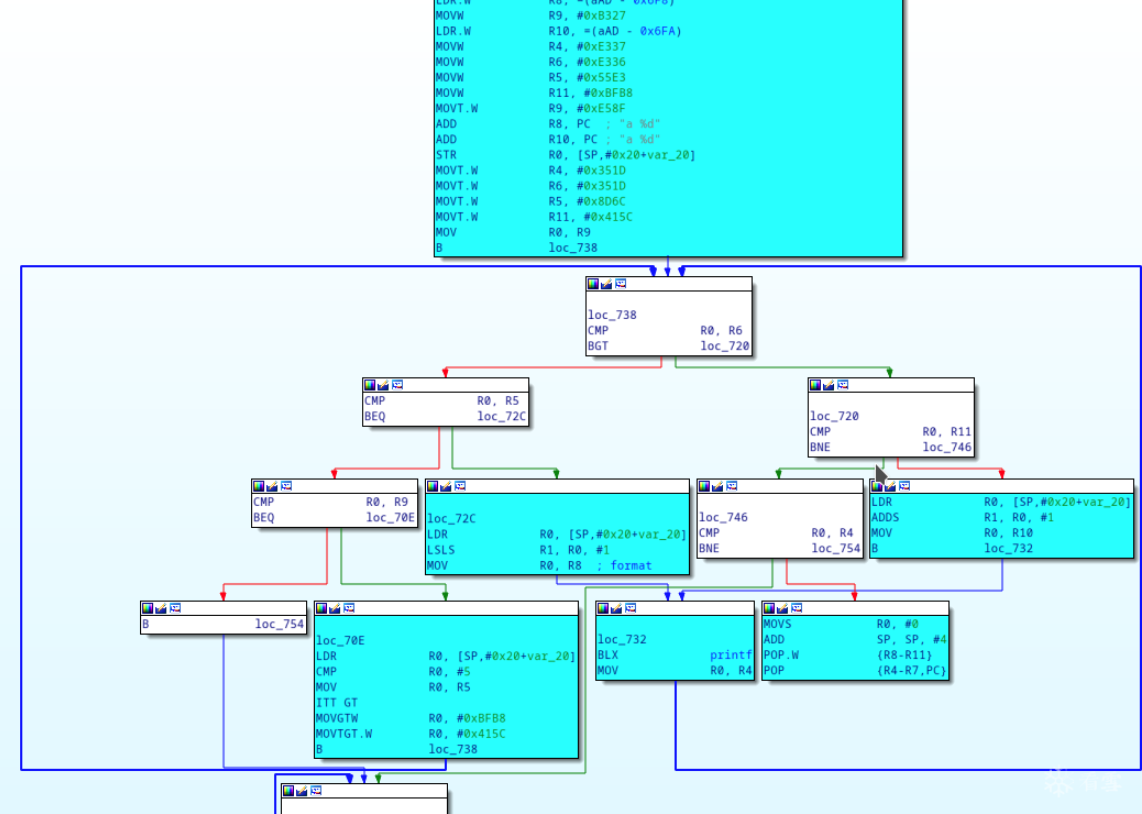 LDR.W R8, =(aAD - 0x6F8)
MOVW R9, #0xB327
LDR.W R10, =(aAD - 0x6FA)
MOVW R4, #0xE337
MOVW R6, #0xE336
MOVW R5, #0x55E3
MOVW R11, #0xBFB8
MOVT.W R9, #0xE58F
ADD R8, PC ; "a %d"
ADD R10, PC ; "a %d"
STR R0, [SP,#0x20+var_20]
MOVT.W R4, #0x351D
MOVT.W R6, #0x351D
MOVT.W R5, #0x8D6C
MOVT.W R11, #0x415C
MOV R0, R9
B loc_738
loc_738
CMP R0, R6
BGT loc_720
CMP R0, R5
BEQ loc_72C
loc_720
CMP R0, R11
BNE loc_746
CMP R0, R9
BEQ loc_70E
loc_72C
LDR R0, [SP,#0x20+var_20]
LSLS R1, R0, #1
MOV R0, R8 ; format
loc_746
CMP R0, R4
BNE loc_754
LDR R0, [SP,#0x20+var_20]
ADDS R1, R0, #1
MOV R0, R10
B loc_732
B loc_754
loc_70E
LDR R0, [SP,#0x20+var_20]
CMP R0, #5
MOV R0, R5
ITT GT
MOVGTW R0, #0xBFB8
MOVTGT.W R0, #0x415C
B loc_738
loc_732
BLX printf
MOV R0, R4
MOVS R0, #0
ADD SP, SP, #4
POP.W {R8-R11}
POP {R4-R7,PC}